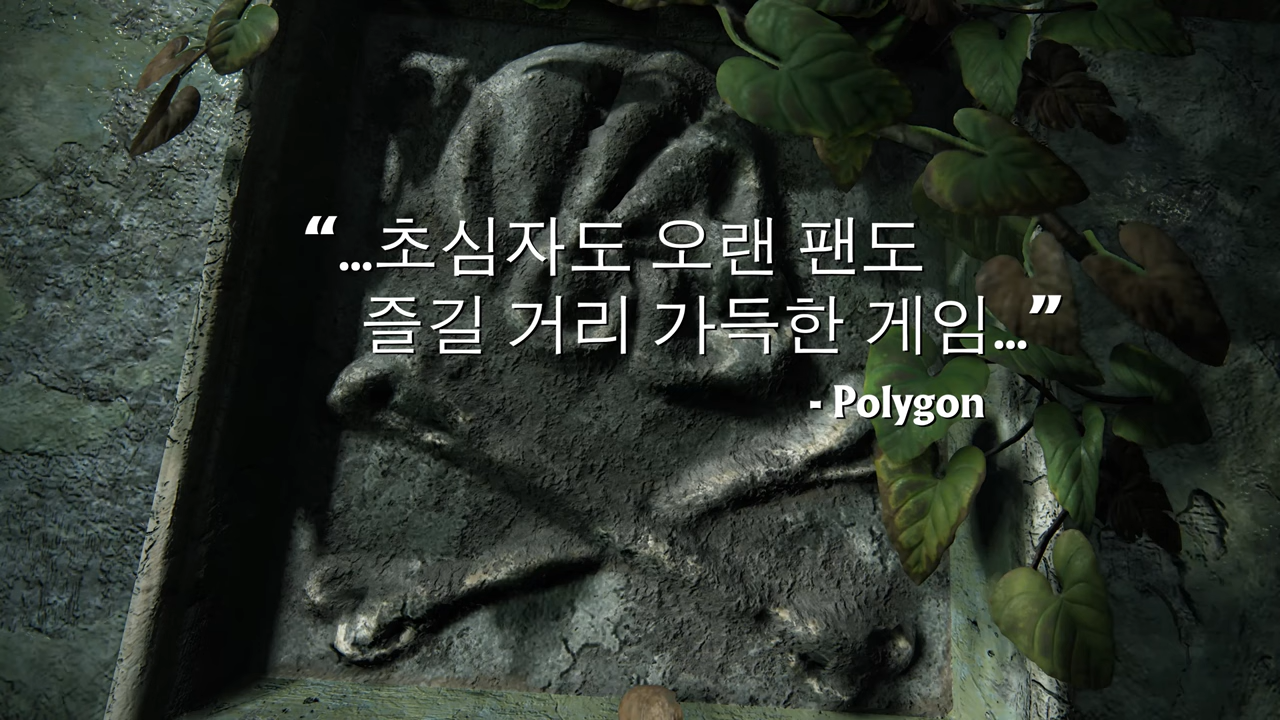 “ ...초심자도 오랜 팬도
즐길 거리 가득한 게임...”
- Polygon